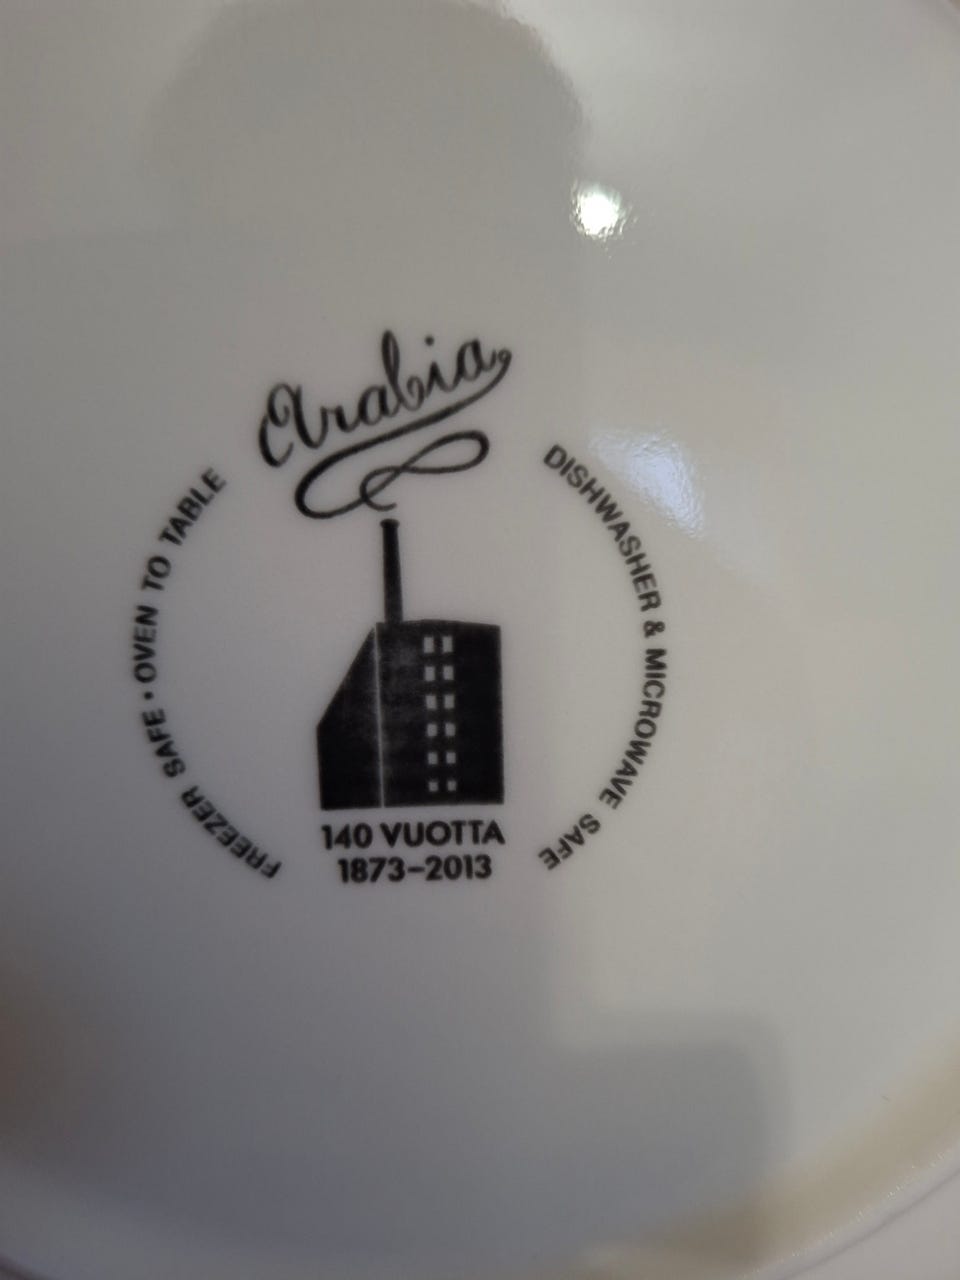 Arabia
FREEZER SAFE • OVEN TO TABLE
DISHWASHER & MICROWAVE SAFE
140 VUOTTA
1873–2013